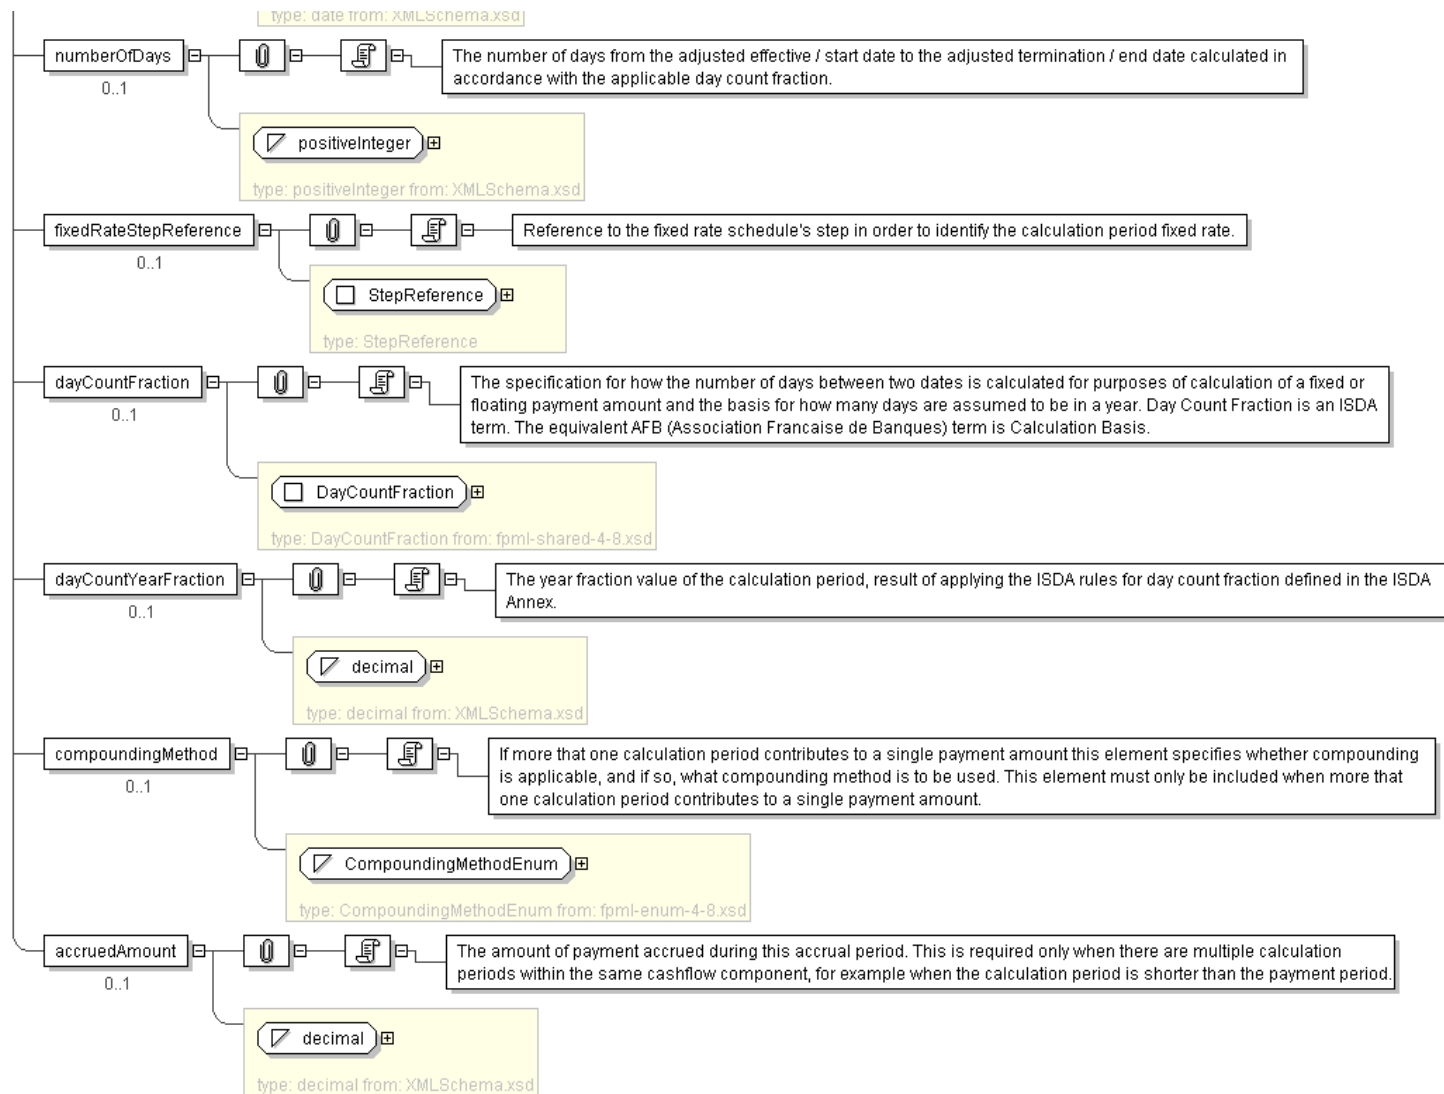 type: date from: XMLSchema.xsd
numberOfDays
The number of days from the adjusted effective / start date to the adjusted termination / end date calculated in
accordance with the applicable day count fraction.
0..1
positiveInteger
type: positiveInteger from: XMLSchema.xsd
fixedRateStepReference
Reference to the fixed rate schedule's step in order to identify the calculation period fixed rate.
0..1
StepReference
type: StepReference
dayCountFraction
The specification for how the number of days between two dates is calculated for purposes of calculation of a fixed or
floating payment amount and the basis for how many days are assumed to be in a year. Day Count Fraction is an ISDA
term. The equivalent AFB (Association Francaise de Banques) term is Calculation Basis.
0..1
DayCountFraction
type: DayCountFraction from: fpml-shared-4-8.xsd
dayCountYearFraction
The year fraction value of the calculation period, result of applying the ISDA rules for day count fraction defined in the ISDA
Annex.
0..1
decimal
type: decimal from: XMLSchema.xsd
compoundingMethod
If more that one calculation period contributes to a single payment amount this element specifies whether compounding
is applicable, and if so, what compounding method is to be used. This element must only be included when more that
one calculation period contributes to a single payment amount.
0..1
CompoundingMethodEnum
type: CompoundingMethodEnum from: fpml-enum-4-8.xsd
accruedAmount
The amount of payment accrued during this accrual period. This is required only when there are multiple calculation
periods within the same cashflow component, for example when the calculation period is shorter than the payment period.
0..1
decimal
type: decimal from: XMLSchema.xsd